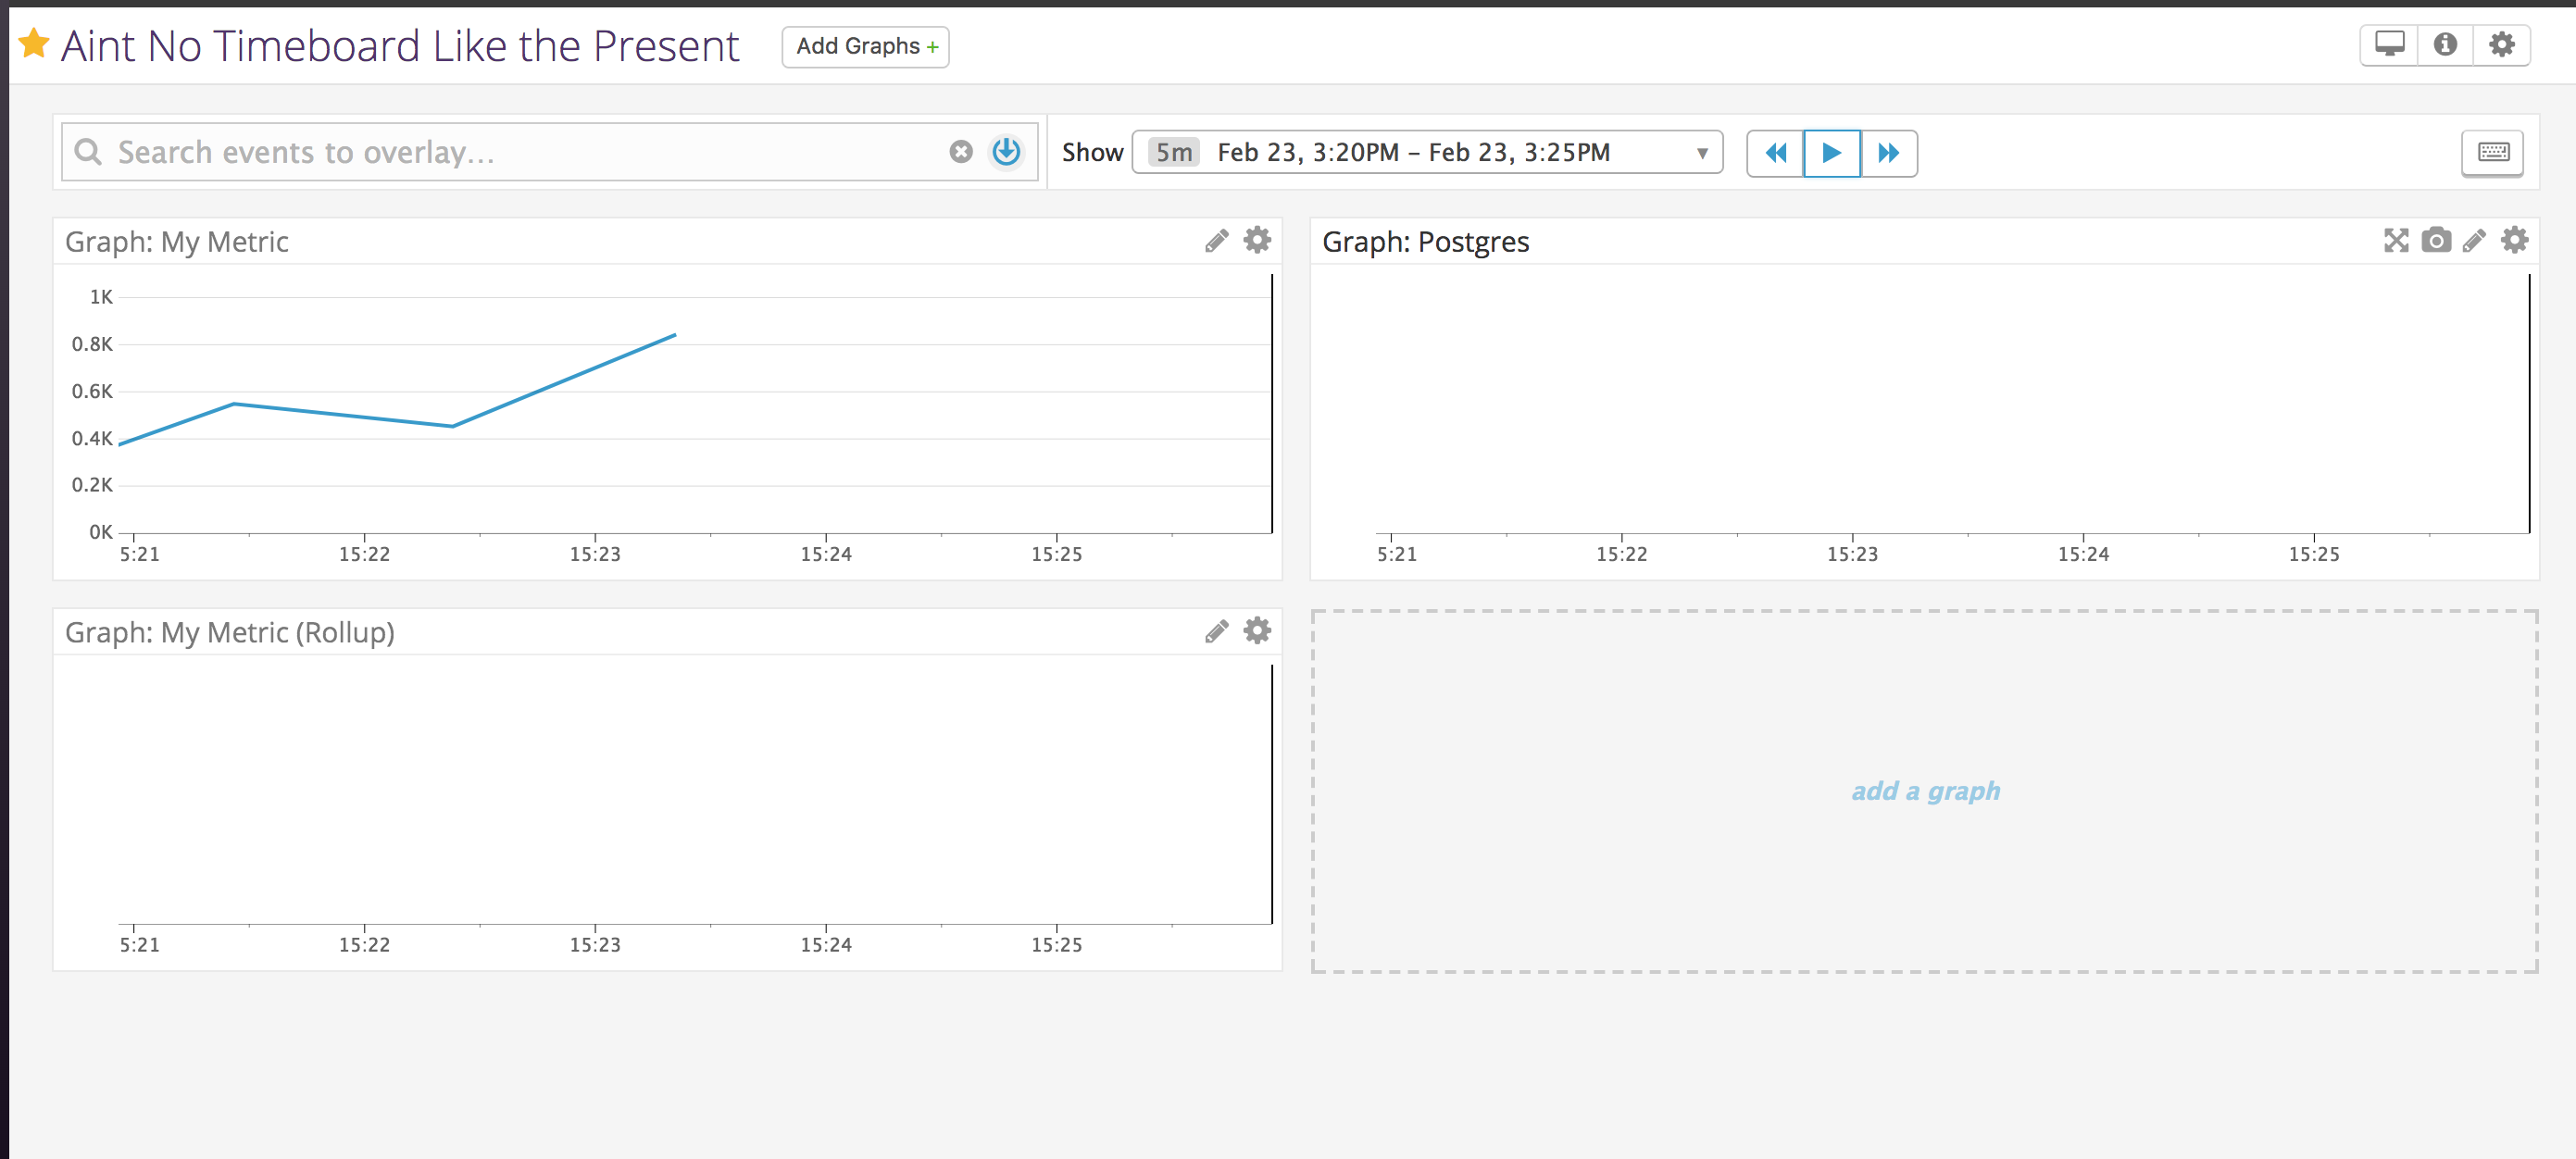 Aint No Timeboard Like the Present
Add Graphs +
Search events to overlay...
Show 5m Feb 23, 3:20PM – Feb 23, 3:25PM
Graph: My Metric
1K
0.8K
0.6K
0.4K
0.2K
0K
5:21 15:22 15:23 15:24 15:25
Graph: Postgres
5:21 15:22 15:23 15:24 15:25
Graph: My Metric (Rollup)
5:21 15:22 15:23 15:24 15:25
add a graph